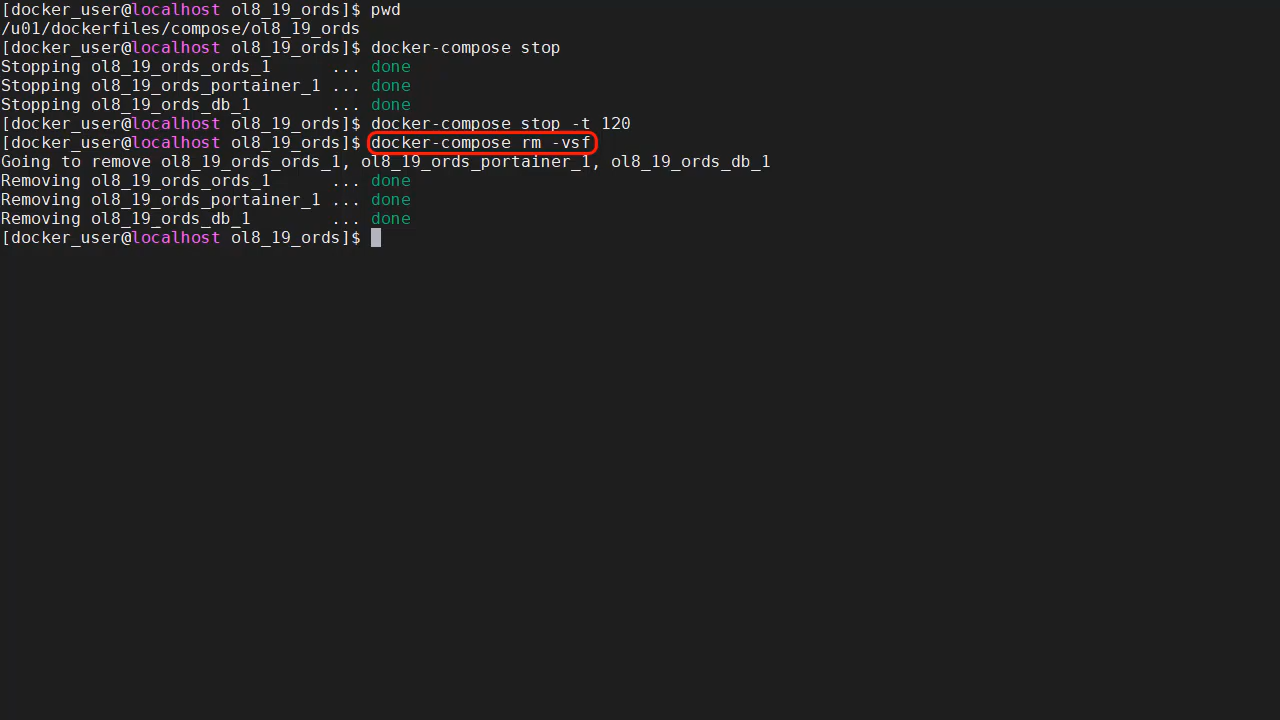 [docker_user@localhost ol8_19_ords]$ pwd
/u01/dockerfiles/compose/ol8_19_ords
[docker_user@localhost ol8_19_ords]$ docker-compose stop
Stopping ol8_19_ords_ords_1      ... done
Stopping ol8_19_ords_portainer_1 ... done
Stopping ol8_19_ords_db_1        ... done
[docker_user@localhost ol8_19_ords]$ docker-compose stop -t 120
[docker_user@localhost ol8_19_ords]$ docker-compose rm -vsf
Going to remove ol8_19_ords_ords_1, ol8_19_ords_portainer_1, ol8_19_ords_db_1
Removing ol8_19_ords_ords_1      ... done
Removing ol8_19_ords_portainer_1 ... done
Removing ol8_19_ords_db_1        ... done
[docker_user@localhost ol8_19_ords]$